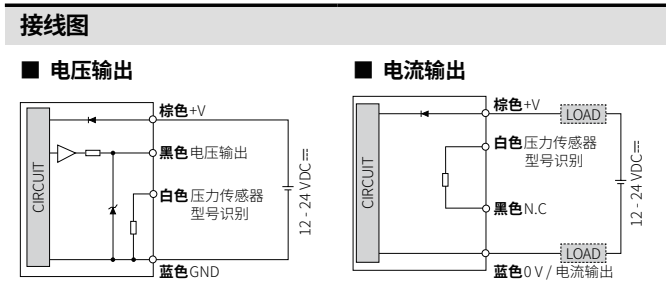 接线图
■ 电压输出
CIRCUIT
棕色+V
黑色电压输出
白色压力传感器
型号识别
蓝色GND
12 - 24 VDC⎓
■ 电流输出
CIRCUIT
棕色+V
LOAD
白色压力传感器
型号识别
黑色N.C
LOAD
蓝色0 V / 电流输出
12 - 24 VDC⎓